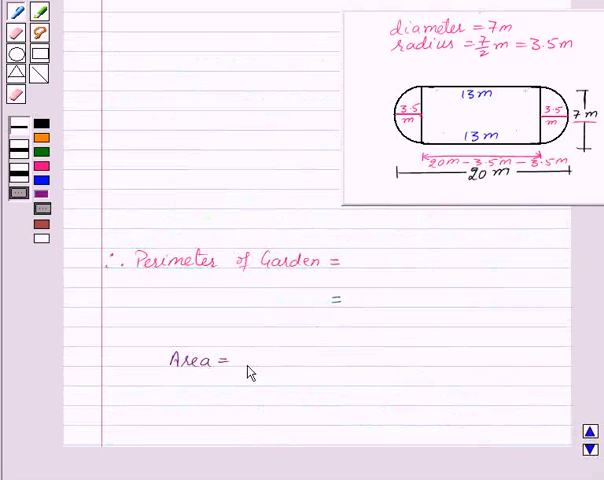 diameter = 7m
radius = 7/2 m = 3.5m
13 m
3.5
m
3.5
m
7 m
13 m
20m - 3.5m - 3.5m
20 m
∴ Perimeter of Garden =
=
Area =